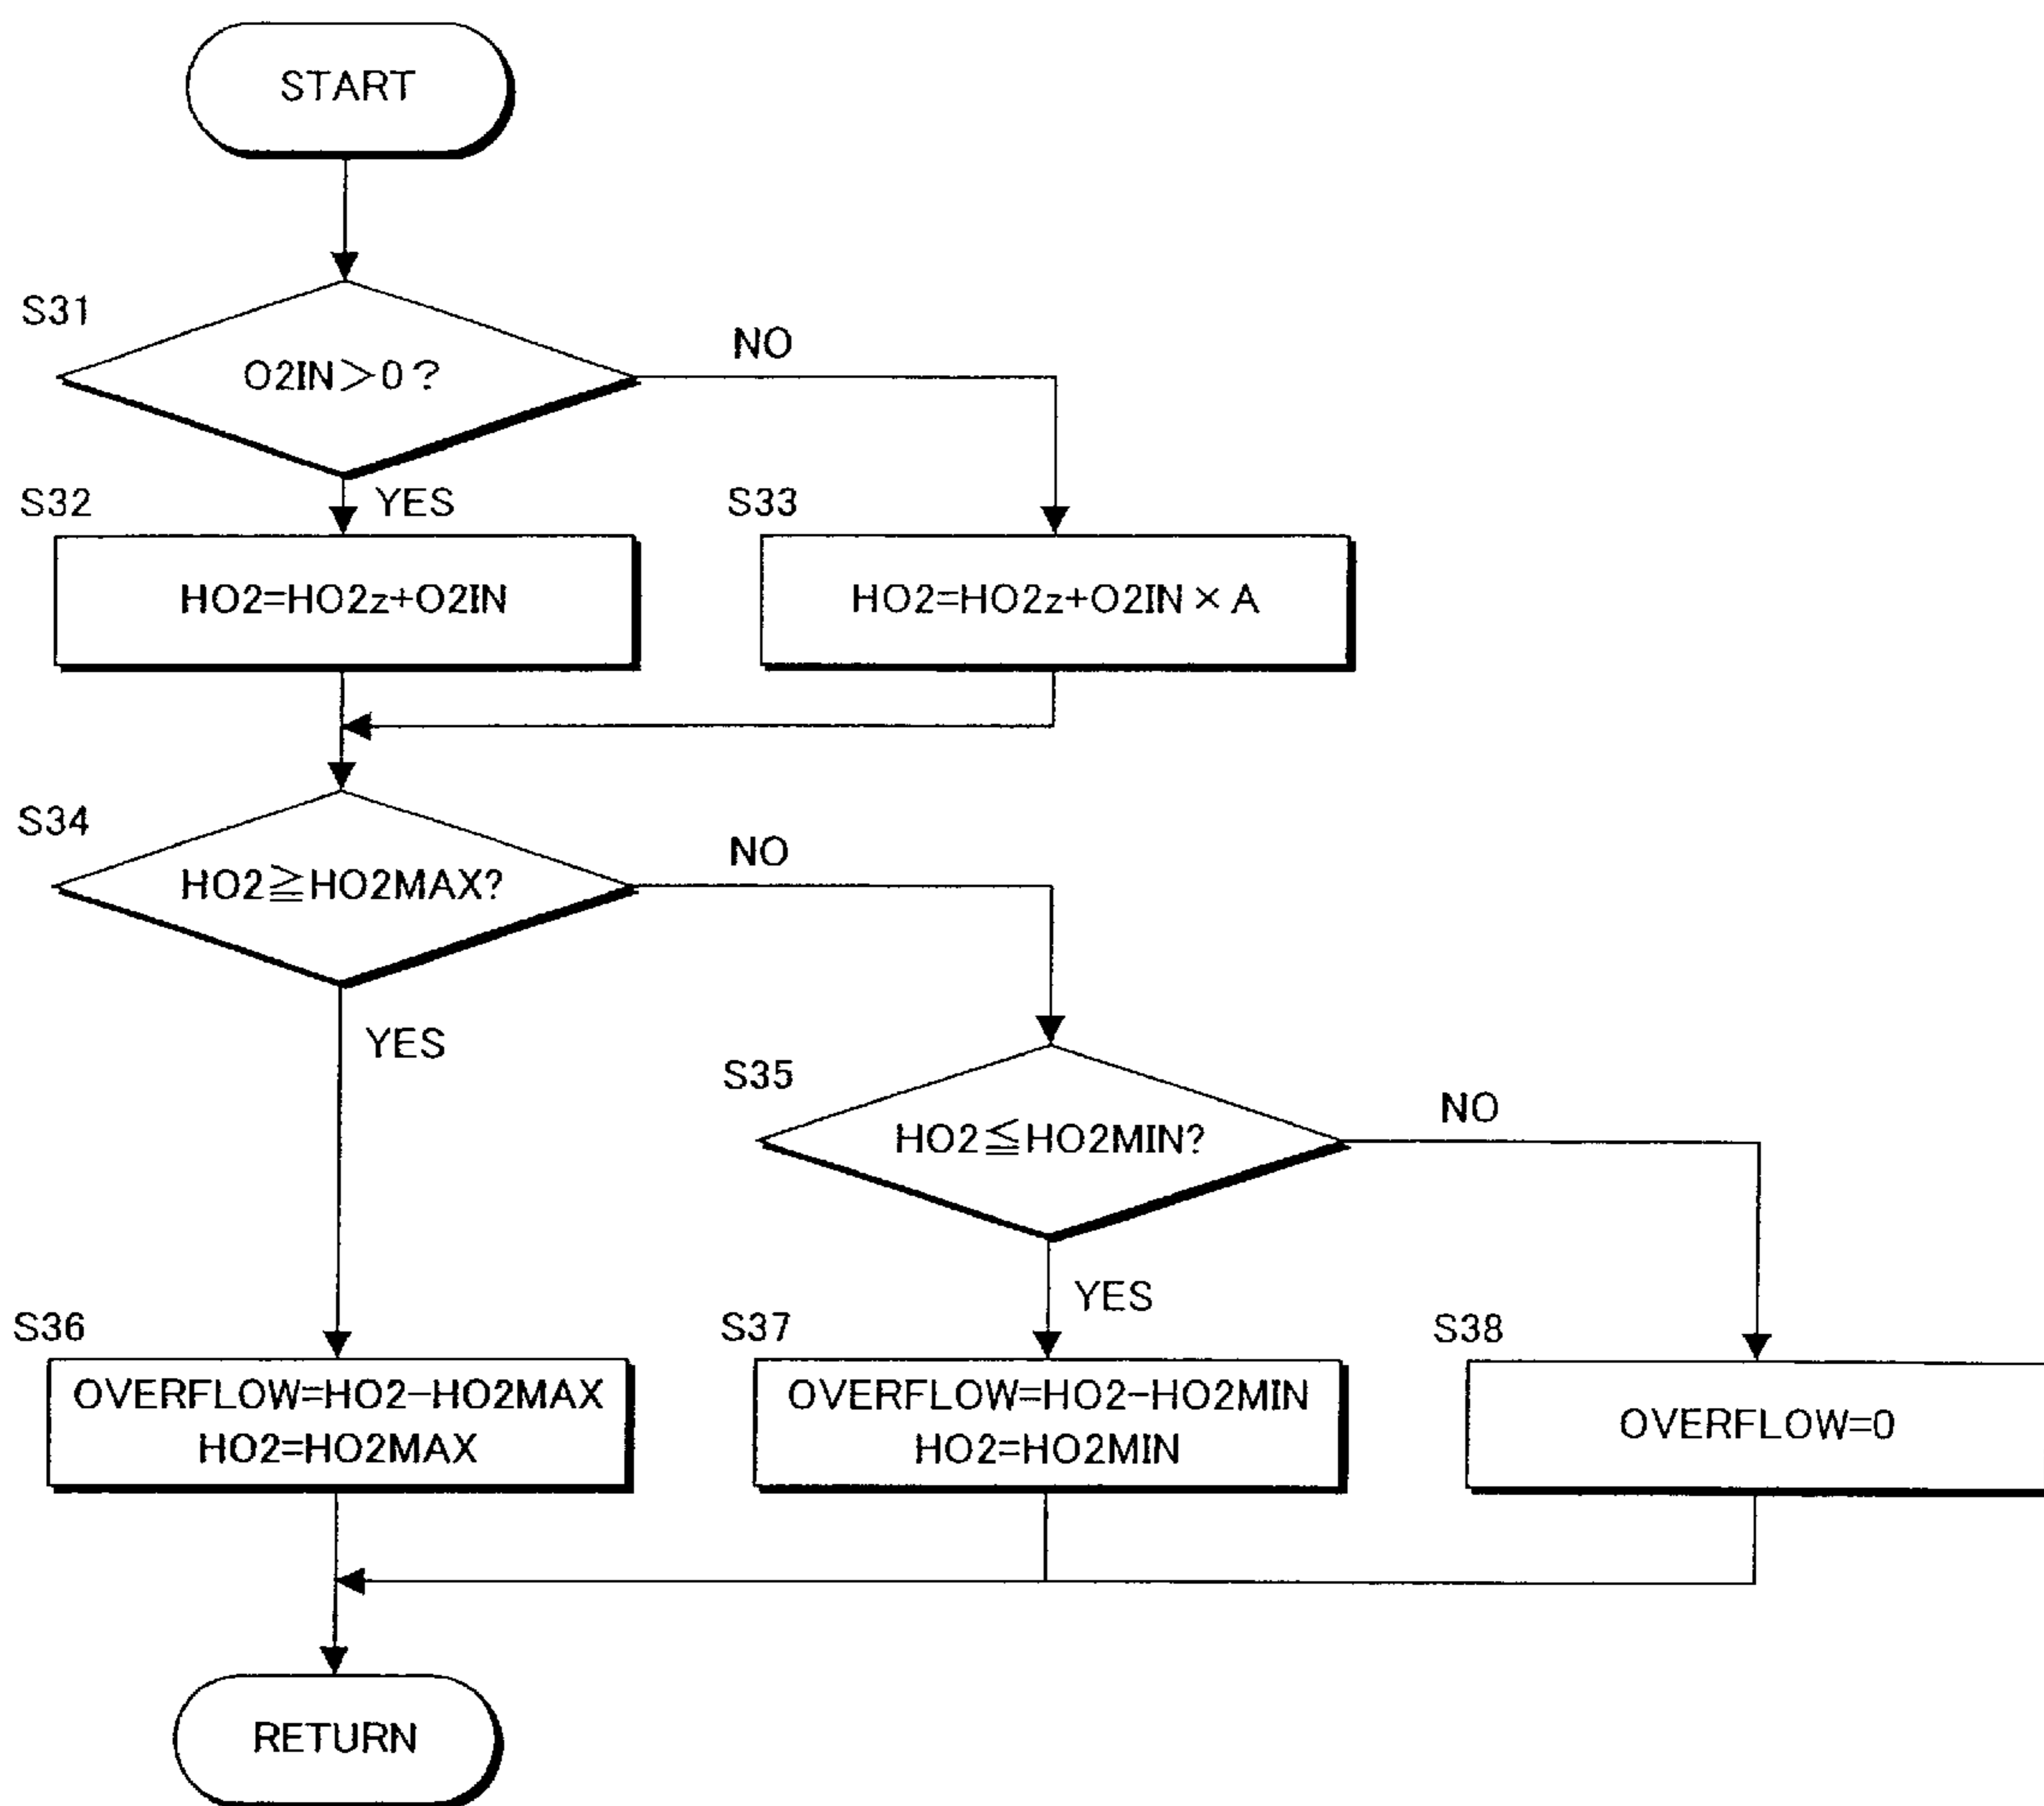 START
S31
O2IN＞0？
NO
S32
YES
S33
HO2=HO2z+O2IN
HO2=HO2z+O2IN × A
S34
HO2≧HO2MAX?
NO
YES
S35
HO2≦HO2MIN?
NO
YES
S36
OVERFLOW=HO2−HO2MAX
HO2=HO2MAX
S37
OVERFLOW=HO2−HO2MIN
HO2=HO2MIN
S38
OVERFLOW=0
RETURN